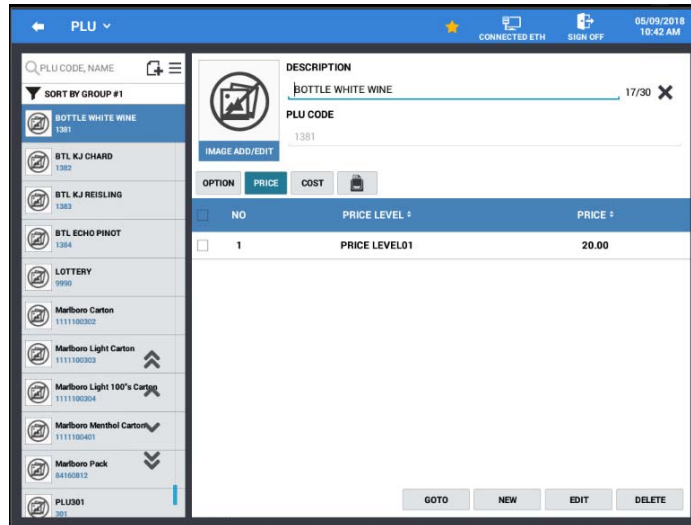 PLU
CONNECTED ETH
SIGN OFF
05/09/2018
10:42 AM
PLU CODE, NAME
SORT BY GROUP #1
BOTTLE WHITE WINE
1381
BTL KJ CHARD
1382
BTL KJ REISLING
1383
BTL ECHO PINOT
1384
LOTTERY
9990
Marlboro Carton
1111100302
Marlboro Light Carton
1111100303
Marlboro Light 100"s Carton
1111100304
Marlboro Menthol Carton
1111100401
Marlboro Pack
84160812
PLU301
301
DESCRIPTION
BOTTLE WHITE WINE
17/30
PLU CODE
1381
IMAGE ADD/EDIT
OPTION PRICE COST
NO PRICE LEVEL PRICE
1 PRICE LEVEL01 20.00
GOTO NEW EDIT DELETE